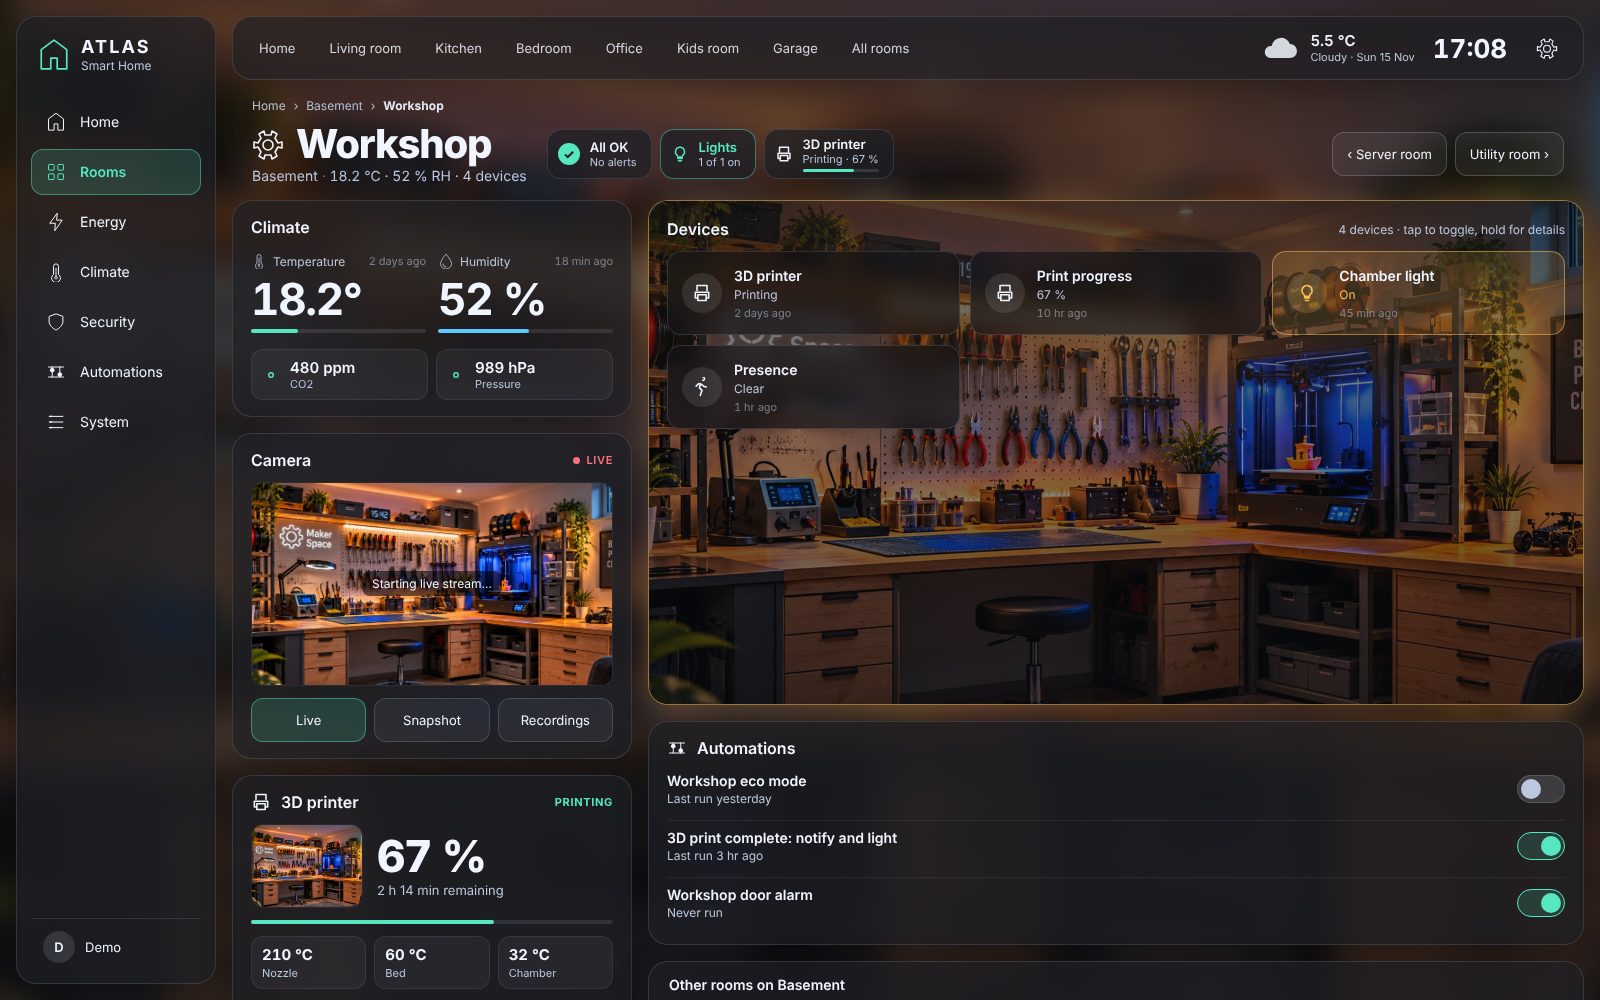 ATLAS
Smart Home
Home
Rooms
Energy
Climate
Security
Automations
System
D
Demo
Home
Living room
Kitchen
Bedroom
Office
Kids room
Garage
All rooms
5.5 °C
Cloudy · Sun 15 Nov
17:08
Home › Basement › Workshop
Workshop
Basement · 18.2 °C · 52 % RH · 4 devices
All OK
No alerts
Lights
1 of 1 on
3D printer
Printing · 67 %
‹ Server room
Utility room ›
Climate
Temperature
2 days ago
18.2°
Humidity
18 min ago
52 %
480 ppm
CO2
989 hPa
Pressure
Camera
LIVE
15:42
Maker
Space
Starting live stream...
Live
Snapshot
Recordings
3D printer
PRINTING
67 %
2 h 14 min remaining
210 °C
Nozzle
60 °C
Bed
32 °C
Chamber
Devices
4 devices · tap to toggle, hold for details
3D printer
Printing
2 days ago
Print progress
67 %
10 hr ago
Chamber light
On
45 min ago
Presence
Clear
1 hr ago
Automations
Workshop eco mode
Last run yesterday
3D print complete: notify and light
Last run 3 hr ago
Workshop door alarm
Never run
Other rooms on Basement